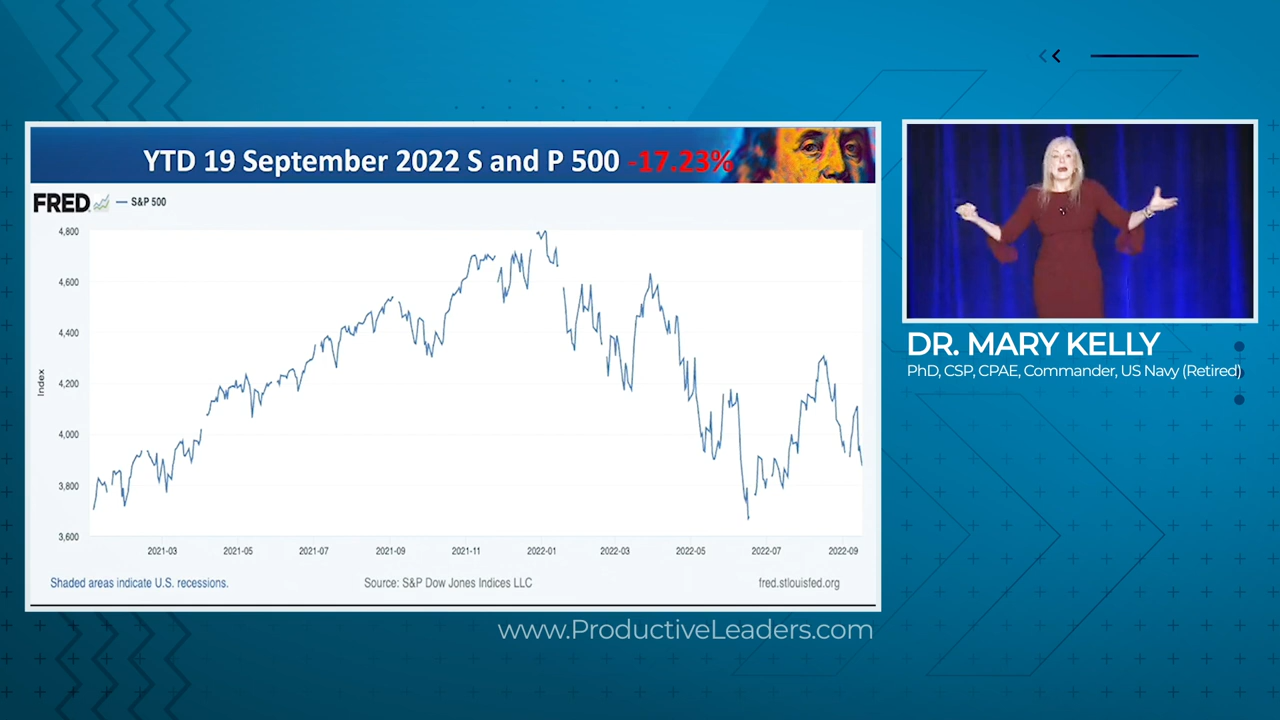 YTD 19 September 2022 S and P 500 -17.23%
FRED — S&P 500
4,800
4,600
4,400
4,200
4,000
3,800
3,600
Index
2021-03 2021-05 2021-07 2021-09 2021-11 2022-01 2022-03 2022-05 2022-07 2022-09
Shaded areas indicate U.S. recessions. Source: S&P Dow Jones Indices LLC fred.stlouisfed.org
DR. MARY KELLY
PhD, CSP, CPAE, Commander, US Navy (Retired)
www.ProductiveLeaders.com